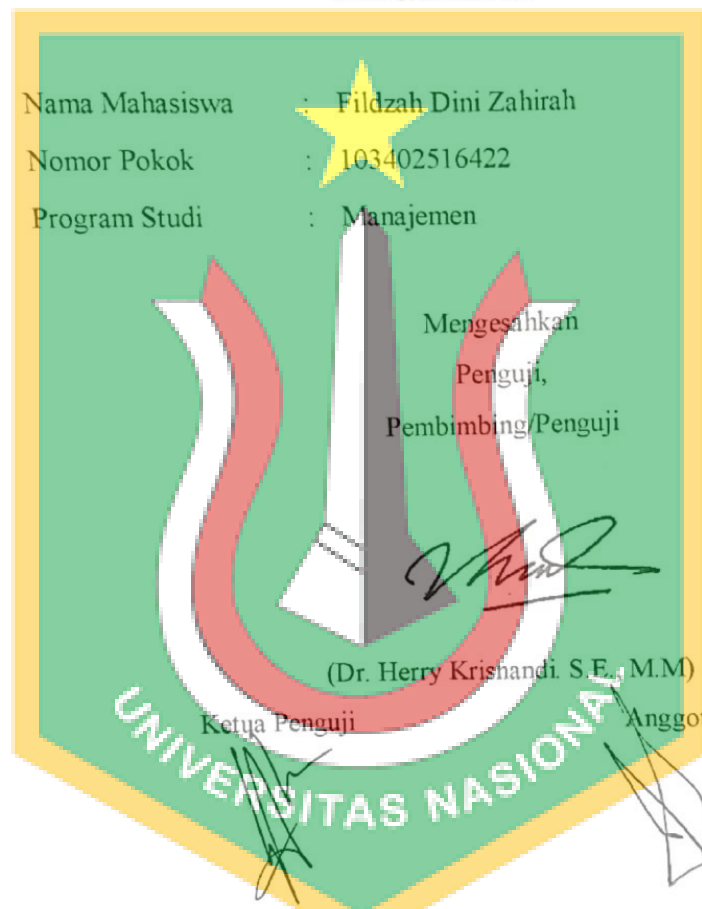 Nama Mahasiswa : Fildzah Dini Zahirah
Nomor Pokok : 103402516422
Program Studi : Manajemen
Mengesahkan
Penguji,
Pembimbing/Penguji
(Dr. Herry Krisnandi. S.E., M.M)
Ketua Penguji
UNIVERSITAS NASIONAL